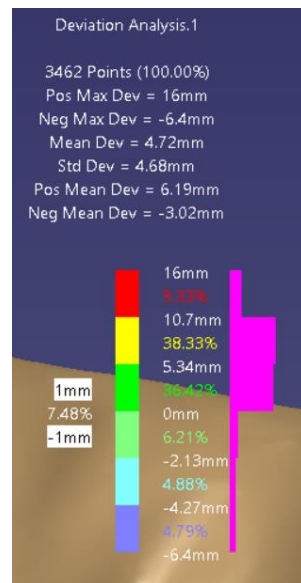 Deviation Analysis.1
3462 Points (100.00%)
Pos Max Dev = 16mm
Neg Max Dev = -6.4mm
Mean Dev = 4.72mm
Std Dev = 4.68mm
Pos Mean Dev = 6.19mm
Neg Mean Dev = -3.02mm
16mm
10.7mm
38.33%
5.34mm
1mm
36.42%
7.48%
0mm
-1mm
6.21%
-2.13mm
4.88%
-4.27mm
4.79%
-6.4mm